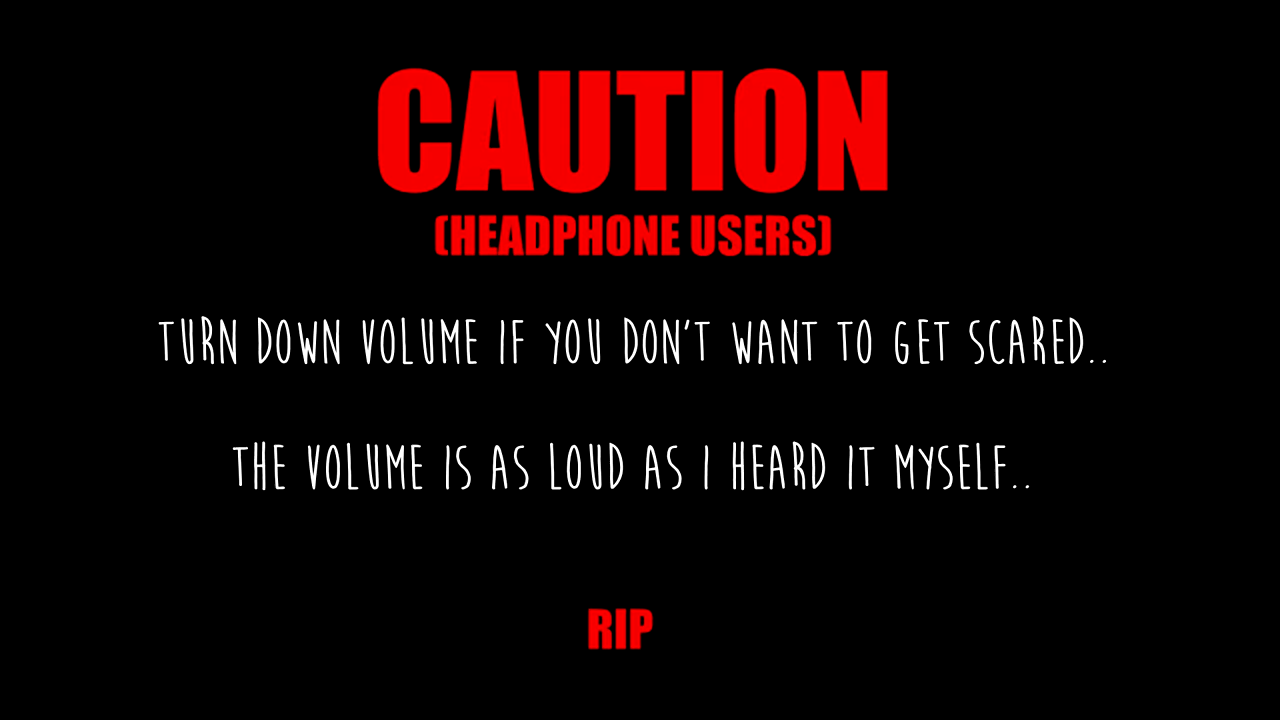 CAUTION
(HEADPHONE USERS)
TURN DOWN VOLUME IF YOU DON'T WANT TO GET SCARED..
THE VOLUME IS AS LOUD AS I HEARD IT MYSELF..
RIP